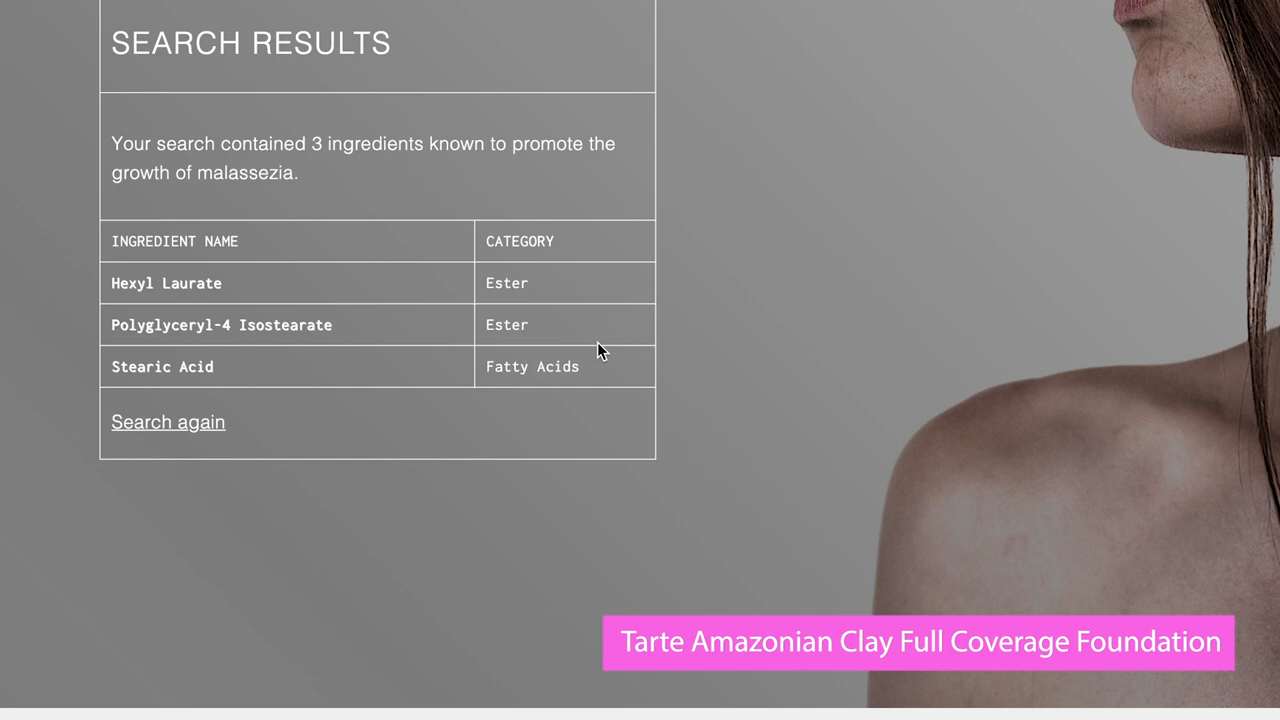 SEARCH RESULTS
Your search contained 3 ingredients known to promote the
growth of malassezia.
INGREDIENT NAME CATEGORY
Hexyl Laurate Ester
Polyglyceryl-4 Isostearate Ester
Stearic Acid Fatty Acids
Search again
Tarte Amazonian Clay Full Coverage Foundation